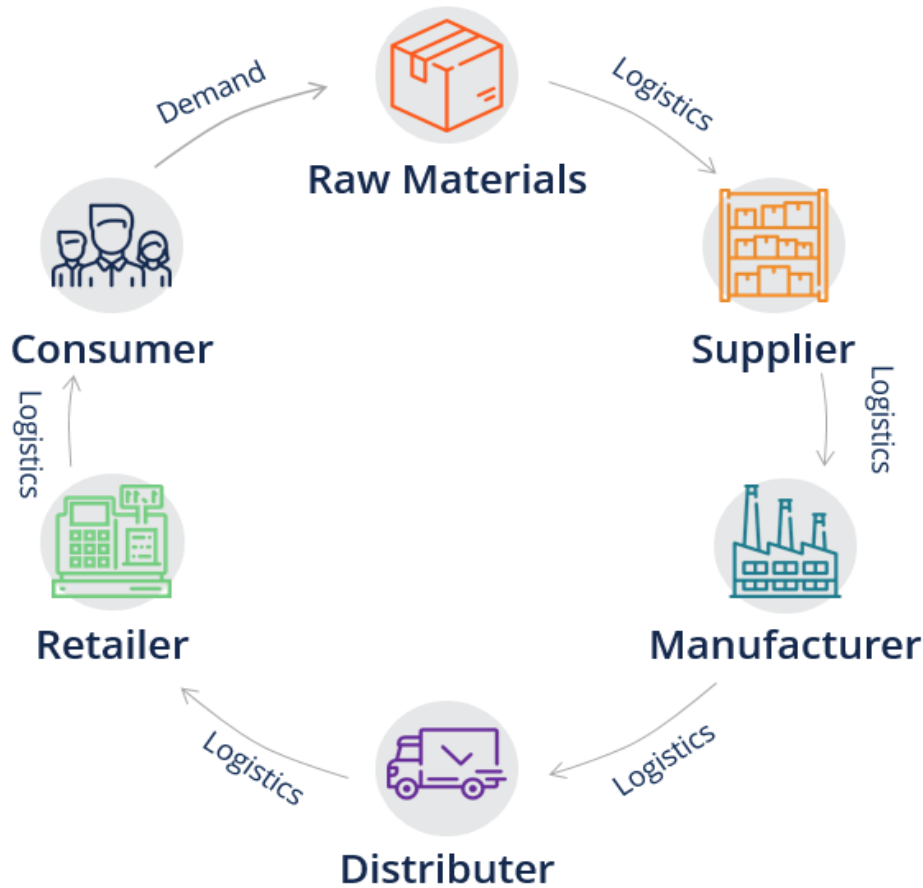 Demand
Logistics
Raw Materials
Consumer
Supplier
Logistics
Logistics
Retailer
Manufacturer
Logistics
Logistics
Distributer